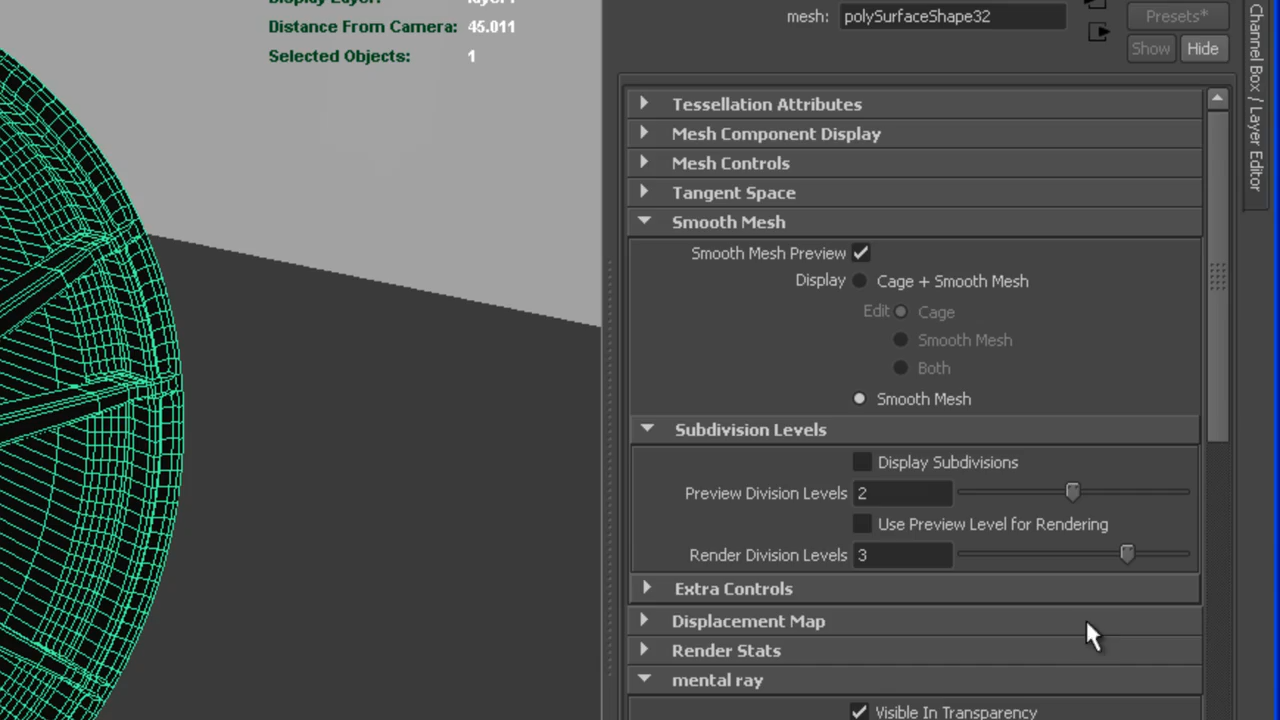 Display Layer: layer1
Distance From Camera: 45.011
Selected Objects: 1
mesh: polySurfaceShape32
Presets*
Show Hide
Channel Box / Layer Editor
Tessellation Attributes
Mesh Component Display
Mesh Controls
Tangent Space
Smooth Mesh
Smooth Mesh Preview
Display Cage + Smooth Mesh
Edit Cage
Smooth Mesh
Both
Smooth Mesh
Subdivision Levels
Display Subdivisions
Preview Division Levels 2
Use Preview Level for Rendering
Render Division Levels 3
Extra Controls
Displacement Map
Render Stats
mental ray
Visible In Transparency